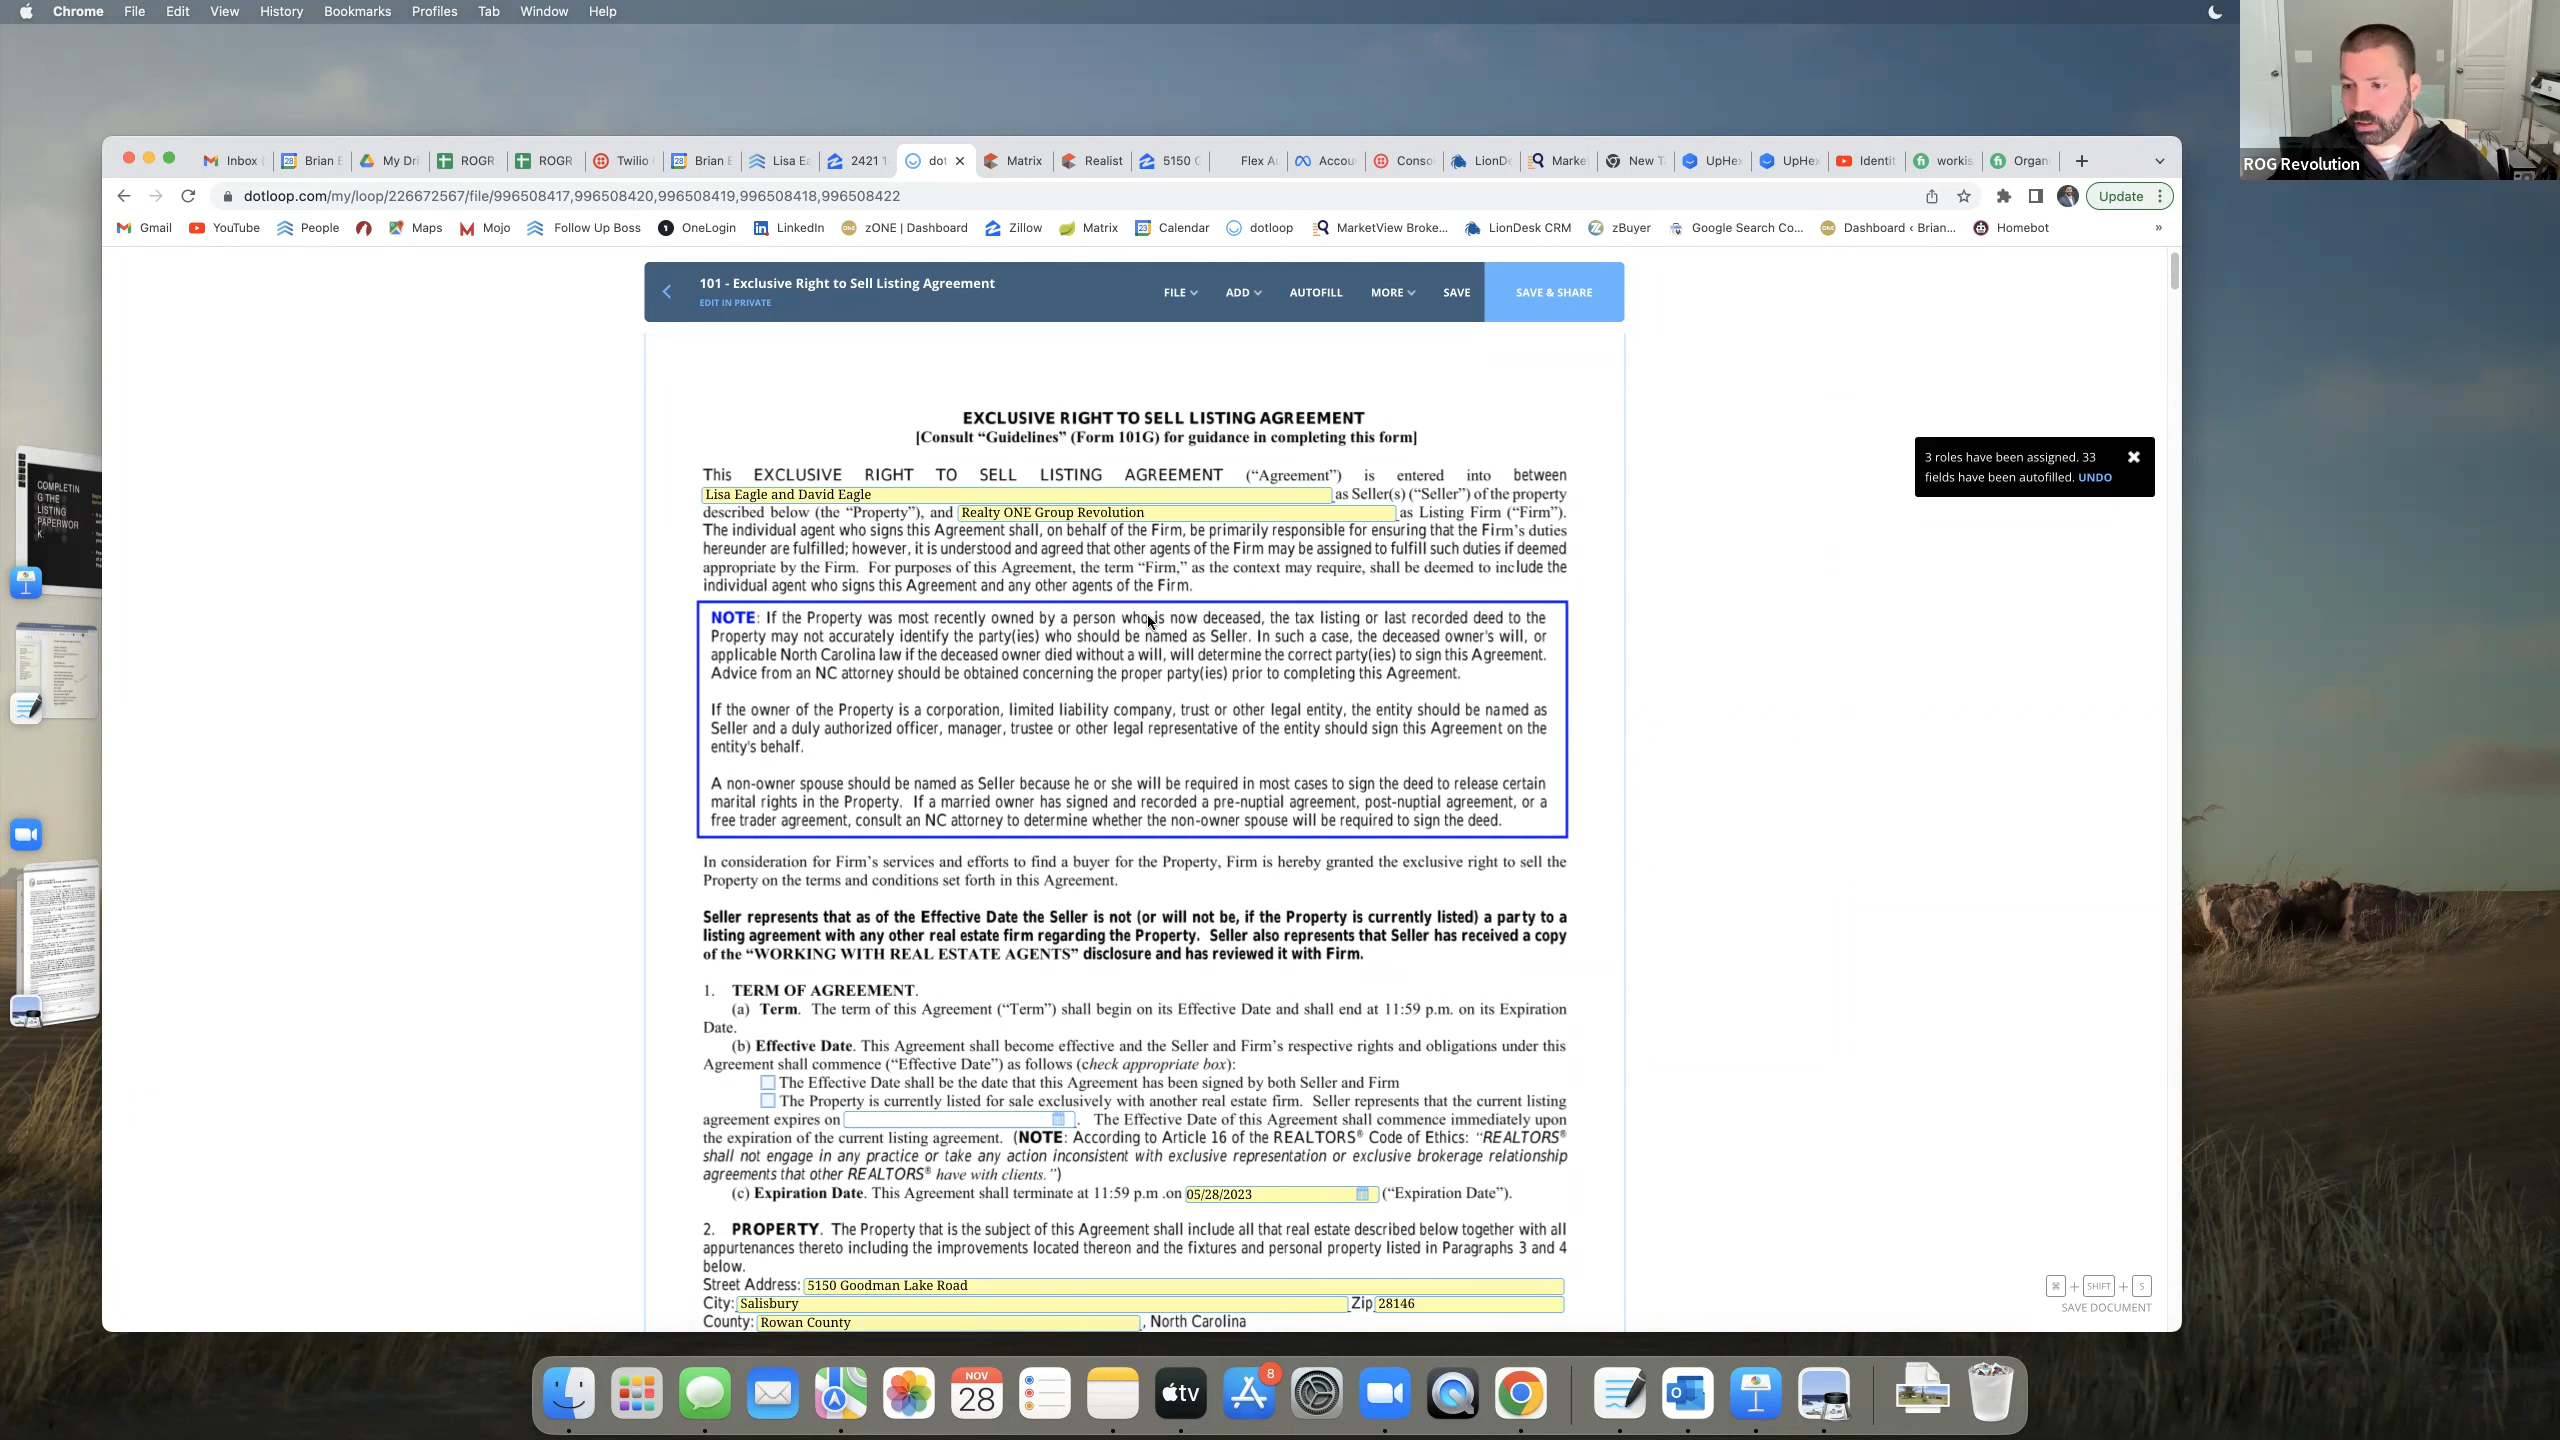 Chrome File Edit View History Bookmarks Profiles Tab Window Help
ROG Revolution
Inbox Brian My Dri ROGR ROGR Twilio Brian Lisa Ea 2421 1 dot Matrix Realist 5150 Flex A Accou Conso LionDe Marke New T UpHex UpHex Identit workis Organ
dotloop.com/my/loop/226672567/file/996508417,996508420,996508419,996508418,996508422
Update
Gmail YouTube People Maps Mojo Follow Up Boss OneLogin LinkedIn zONE | Dashboard Zillow Matrix Calendar dotloop MarketView Broke... LionDesk CRM zBuyer Google Search Co... Dashboard ‹ Brian... Homebot »
101 - Exclusive Right to Sell Listing Agreement
EDIT IN PRIVATE
FILE ADD AUTOFILL MORE SAVE SAVE & SHARE
3 roles have been assigned. 33
fields have been autofilled. UNDO
EXCLUSIVE RIGHT TO SELL LISTING AGREEMENT
[Consult “Guidelines” (Form 101G) for guidance in completing this form]
This EXCLUSIVE RIGHT TO SELL LISTING AGREEMENT (“Agreement”) is entered into between
Lisa Eagle and David Eagle as Seller(s) (“Seller”) of the property
described below (the “Property”), and Realty ONE Group Revolution as Listing Firm (“Firm”).
The individual agent who signs this Agreement shall, on behalf of the Firm, be primarily responsible for ensuring that the Firm’s duties
hereunder are fulfilled; however, it is understood and agreed that other agents of the Firm may be assigned to fulfill such duties if deemed
appropriate by the Firm. For purposes of this Agreement, the term “Firm,” as the context may require, shall be deemed to include the
individual agent who signs this Agreement and any other agents of the Firm.
NOTE: If the Property was most recently owned by a person who is now deceased, the tax listing or last recorded deed to the
Property may not accurately identify the party(ies) who should be named as Seller. In such a case, the deceased owner's will, or
applicable North Carolina law if the deceased owner died without a will, will determine the correct party(ies) to sign this Agreement.
Advice from an NC attorney should be obtained concerning the proper party(ies) prior to completing this Agreement.
If the owner of the Property is a corporation, limited liability company, trust or other legal entity, the entity should be named as
Seller and a duly authorized officer, manager, trustee or other legal representative of the entity should sign this Agreement on the
entity's behalf.
A non-owner spouse should be named as Seller because he or she will be required in most cases to sign the deed to release certain
marital rights in the Property. If a married owner has signed and recorded a pre-nuptial agreement, post-nuptial agreement, or a
free trader agreement, consult an NC attorney to determine whether the non-owner spouse will be required to sign the deed.
In consideration for Firm’s services and efforts to find a buyer for the Property, Firm is hereby granted the exclusive right to sell the
Property on the terms and conditions set forth in this Agreement.
Seller represents that as of the Effective Date the Seller is not (or will not be, if the Property is currently listed) a party to a
listing agreement with any other real estate firm regarding the Property. Seller also represents that Seller has received a copy
of the “WORKING WITH REAL ESTATE AGENTS” disclosure and has reviewed it with Firm.
1. TERM OF AGREEMENT.
(a) Term. The term of this Agreement (“Term”) shall begin on its Effective Date and shall end at 11:59 p.m. on its Expiration
Date.
(b) Effective Date. This Agreement shall become effective and the Seller and Firm’s respective rights and obligations under this
Agreement shall commence (“Effective Date”) as follows (check appropriate box):
The Effective Date shall be the date that this Agreement has been signed by both Seller and Firm
The Property is currently listed for sale exclusively with another real estate firm. Seller represents that the current listing
agreement expires on . The Effective Date of this Agreement shall commence immediately upon
the expiration of the current listing agreement. (NOTE: According to Article 16 of the REALTORS® Code of Ethics: “REALTORS®
shall not engage in any practice or take any action inconsistent with exclusive representation or exclusive brokerage relationship
agreements that other REALTORS® have with clients.”)
(c) Expiration Date. This Agreement shall terminate at 11:59 p.m .on 05/28/2023 (“Expiration Date”).
2. PROPERTY. The Property that is the subject of this Agreement shall include all that real estate described below together with all
appurtenances thereto including the improvements located thereon and the fixtures and personal property listed in Paragraphs 3 and 4
below.
Street Address: 5150 Goodman Lake Road
City: Salisbury Zip 28146
County: Rowan County , North Carolina
⌘ + SHIFT + S
SAVE DOCUMENT
COMPLETIN
G THE
LISTING
PAPERWOR
K:
NOV
28
tv
8